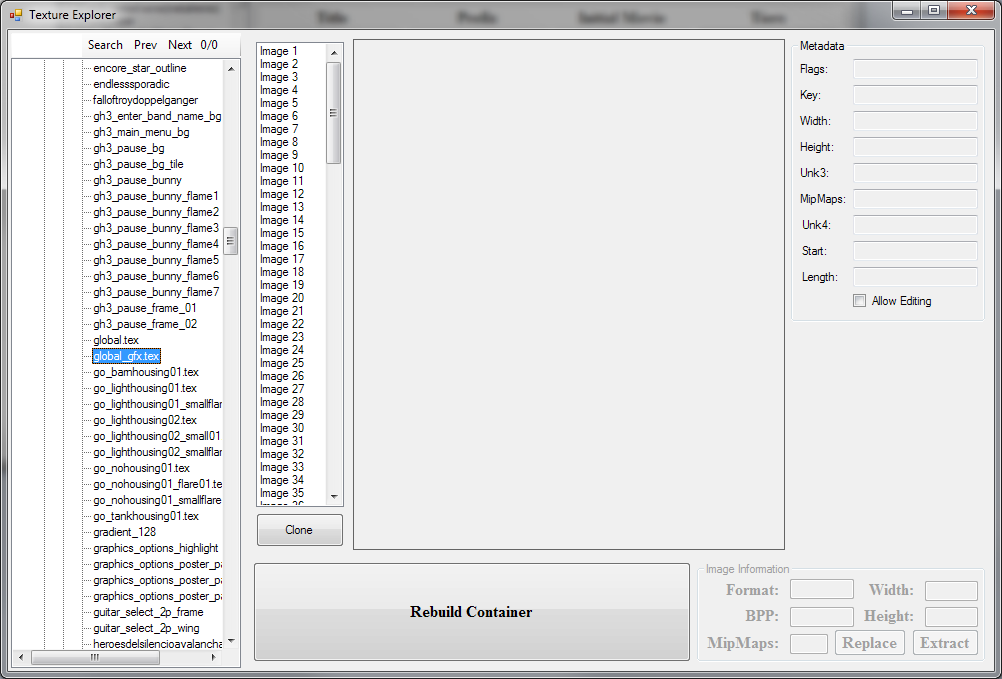 Title Prefix Initial Movie
Texture Explorer
Search Prev Next 0/0
encore_star_outline
endlesssporadic
falloftroydoppelganger
gh3_enter_band_name_bg
gh3_main_menu_bg
gh3_pause_bg
gh3_pause_bg_tile
gh3_pause_bunny
gh3_pause_bunny_flame1
gh3_pause_bunny_flame2
gh3_pause_bunny_flame3
gh3_pause_bunny_flame4
gh3_pause_bunny_flame5
gh3_pause_bunny_flame6
gh3_pause_bunny_flame7
gh3_pause_frame_01
gh3_pause_frame_02
global.tex
global_gfx.tex
go_barnhousing01.tex
go_lighthousing01.tex
go_lighthousing01_smallflar
go_lighthousing02.tex
go_lighthousing02_small01
go_lighthousing02_smallflar
go_nohousing01.tex
go_nohousing01_flare01.te
go_nohousing01_smallflare
go_tankhousing01.tex
gradient_128
graphics_options_highlight
graphics_options_poster_pa
graphics_options_poster_pa
graphics_options_poster_pa
guitar_select_2p_frame
guitar_select_2p_wing
heroesdelsilencioavalancha
Image 1
Image 2
Image 3
Image 4
Image 5
Image 6
Image 7
Image 8
Image 9
Image 10
Image 11
Image 12
Image 13
Image 14
Image 15
Image 16
Image 17
Image 18
Image 19
Image 20
Image 21
Image 22
Image 23
Image 24
Image 25
Image 26
Image 27
Image 28
Image 29
Image 30
Image 31
Image 32
Image 33
Image 34
Image 35
Image 36
Clone
Rebuild Container
Metadata
Flags:
Key:
Width:
Height:
Unk3:
MipMaps:
Unk4:
Start:
Length:
Allow Editing
Image Information
Format: Width:
BPP: Height:
MipMaps: Replace Extract